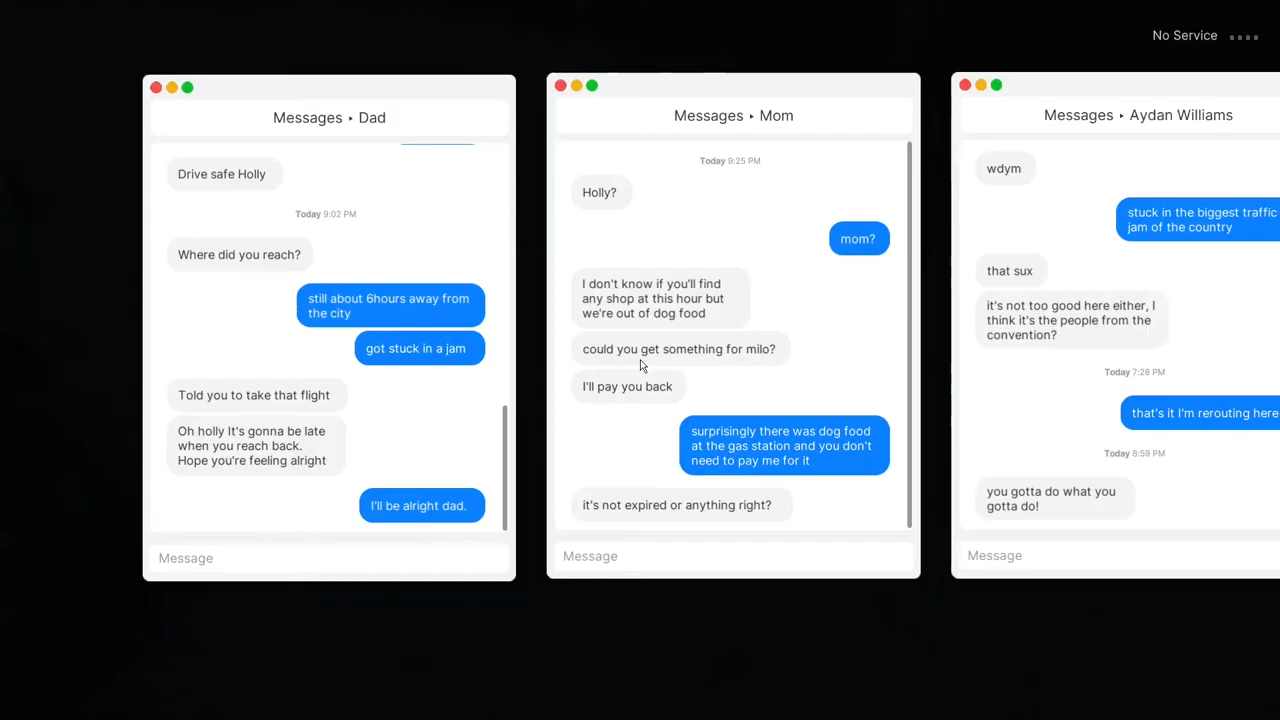 No Service
Messages ▸ Dad
Drive safe Holly
Today 9:02 PM
Where did you reach?
still about 6hours away from
the city
got stuck in a jam
Told you to take that flight
Oh holly It's gonna be late
when you reach back.
Hope you're feeling alright
I'll be alright dad.
Message
Messages ▸ Mom
Today 9:25 PM
Holly?
mom?
I don't know if you'll find
any shop at this hour but
we're out of dog food
could you get something for milo?
I'll pay you back
surprisingly there was dog food
at the gas station and you don't
need to pay me for it
it's not expired or anything right?
Message
Messages ▸ Aydan Williams
wdym
stuck in the biggest traffic
jam of the country
that sux
it's not too good here either, I
think it's the people from the
convention?
Today 7:28 PM
that's it I'm rerouting here
Today 8:59 PM
you gotta do what you
gotta do!
Message